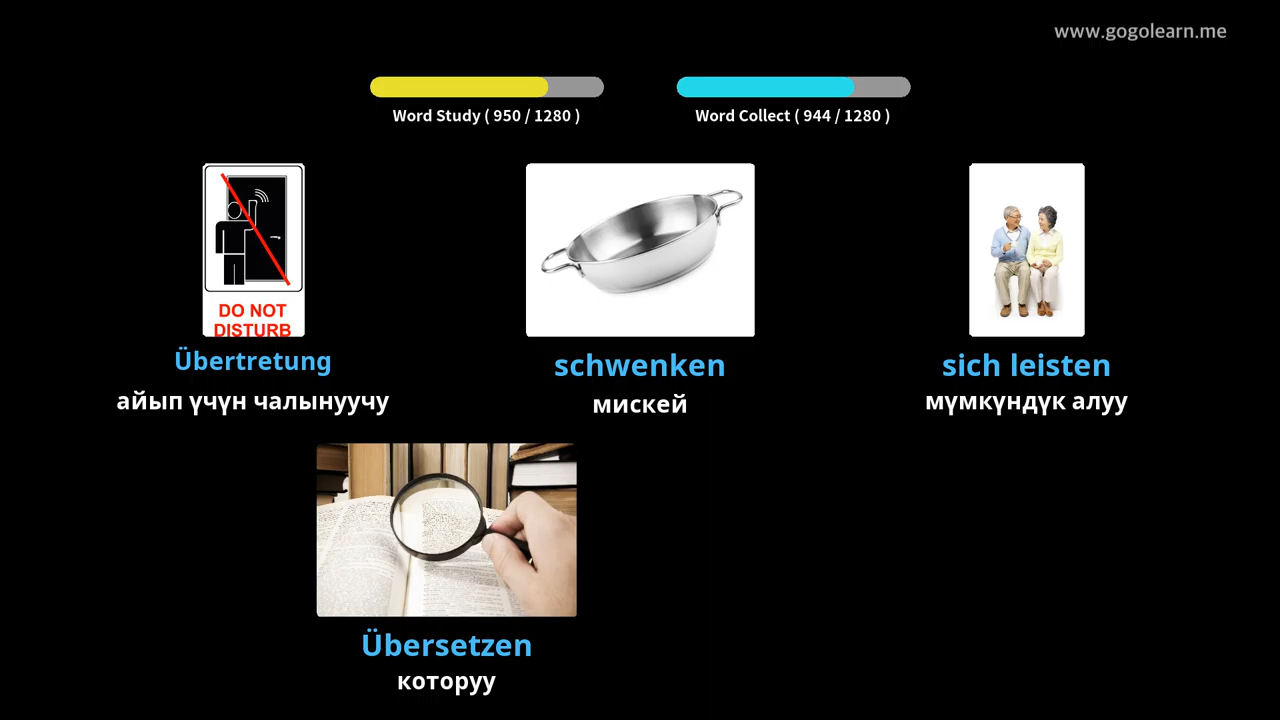 www.gogolearn.me
Word Study ( 950 / 1280 )
Word Collect ( 944 / 1280 )
DO NOT
DISTURB
Übertretung
schwenken
sich leisten
айып үчүн чалынуучу
мискей
мүмкүндүк алуу
Übersetzen
которуу